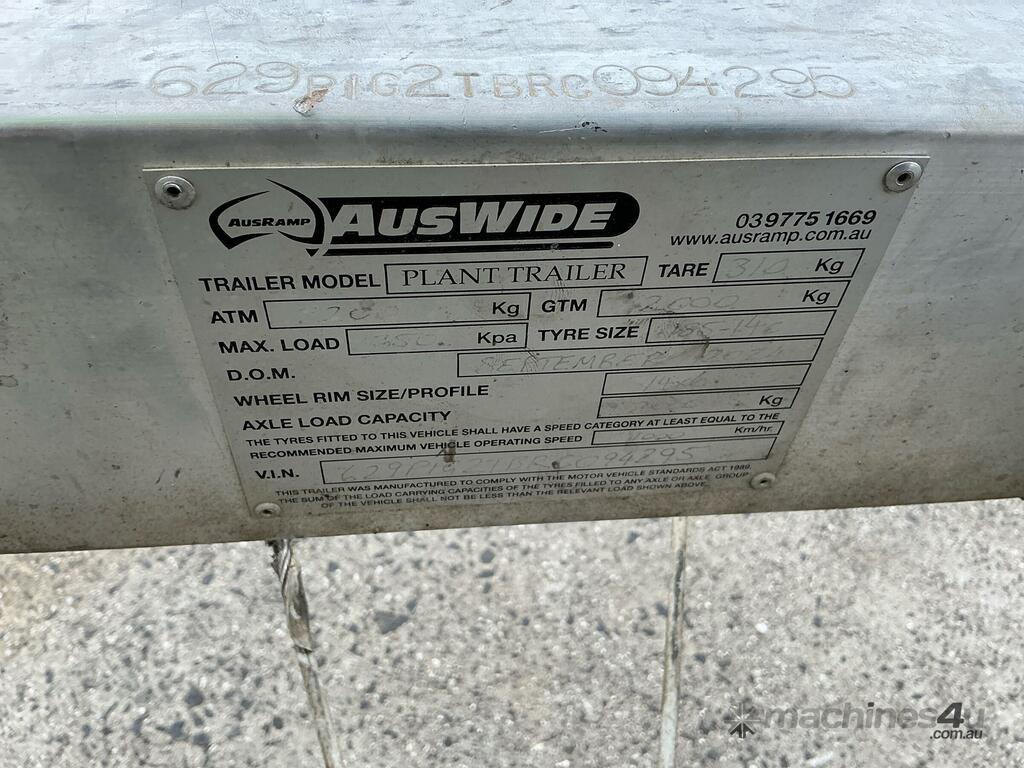 629P1G2TBRC094295
AUSRAMP AUSWIDE
03 9775 1669
www.ausramp.com.au
TRAILER MODEL PLANT TRAILER TARE 310 Kg
ATM Kg GTM 2000 Kg
MAX. LOAD 350 Kpa TYRE SIZE
D.O.M. SEPTEMBER
WHEEL RIM SIZE/PROFILE 14x6
AXLE LOAD CAPACITY Kg
THE TYRES FITTED TO THIS VEHICLE SHALL HAVE A SPEED CATEGORY AT LEAST EQUAL TO THE
RECOMMENDED MAXIMUM VEHICLE OPERATING SPEED Km/hr.
V.I.N. 629P1G2TBRC094295
THIS TRAILER WAS MANUFACTURED TO COMPLY WITH THE MOTOR VEHICLE STANDARDS ACT 1989.
THE SUM OF THE LOAD CARRYING CAPACITIES OF THE TYRES FILLED TO ANY AXLE OR AXLE GROUP
OF THE VEHICLE SHALL NOT BE LESS THAN THE RELEVANT LOAD SHOWN ABOVE.
machines4u
.com.au